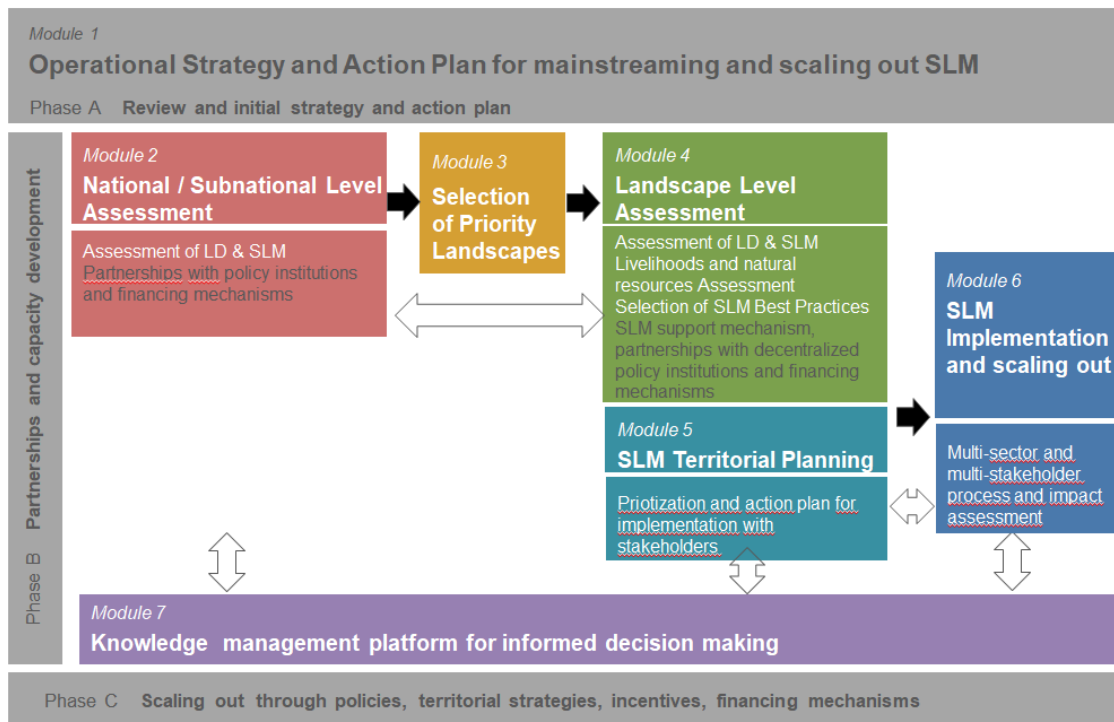 Module 1
Operational Strategy and Action Plan for mainstreaming and scaling out SLM
Phase A Review and initial strategy and action plan
Phase B Partnerships and capacity development
Module 2
National / Subnational Level
Assessment
Assessment of LD & SLM
Partnerships with policy institutions
and financing mechanisms
Module 3
Selection
of Priority
Landscapes
Module 4
Landscape Level
Assessment
Assessment of LD & SLM
Livelihoods and natural
resources Assessment
Selection of SLM Best Practices
SLM support mechanism,
partnerships with decentralized
policy institutions and financing
mechanisms
Module 5
SLM Territorial Planning
Priotization and action plan for
implementation with
stakeholders
Module 6
SLM
Implementation
and scaling out
Multi-sector and
multi-stakeholder
process and impact
assessment
Module 7
Knowledge management platform for informed decision making
Phase C Scaling out through policies, territorial strategies, incentives, financing mechanisms